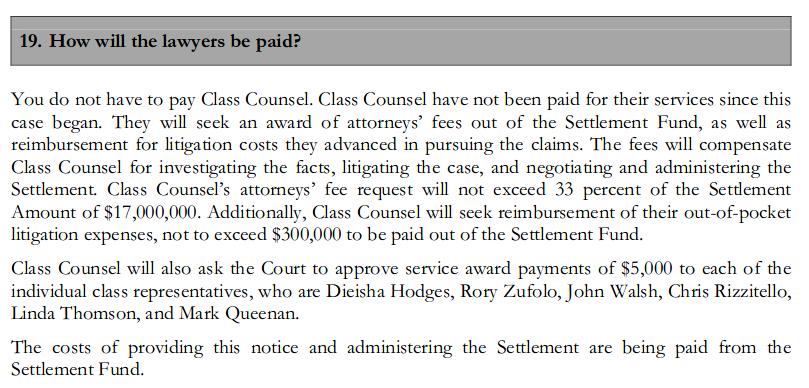 19. How will the lawyers be paid?
You do not have to pay Class Counsel. Class Counsel have not been paid for their services since this
case began. They will seek an award of attorneys’ fees out of the Settlement Fund, as well as
reimbursement for litigation costs they advanced in pursuing the claims. The fees will compensate
Class Counsel for investigating the facts, litigating the case, and negotiating and administering the
Settlement. Class Counsel’s attorneys’ fee request will not exceed 33 percent of the Settlement
Amount of $17,000,000. Additionally, Class Counsel will seek reimbursement of their out-of-pocket
litigation expenses, not to exceed $300,000 to be paid out of the Settlement Fund.
Class Counsel will also ask the Court to approve service award payments of $5,000 to each of the
individual class representatives, who are Dieisha Hodges, Rory Zufolo, John Walsh, Chris Rizzitello,
Linda Thomson, and Mark Queenan.
The costs of providing this notice and administering the Settlement are being paid from the
Settlement Fund.